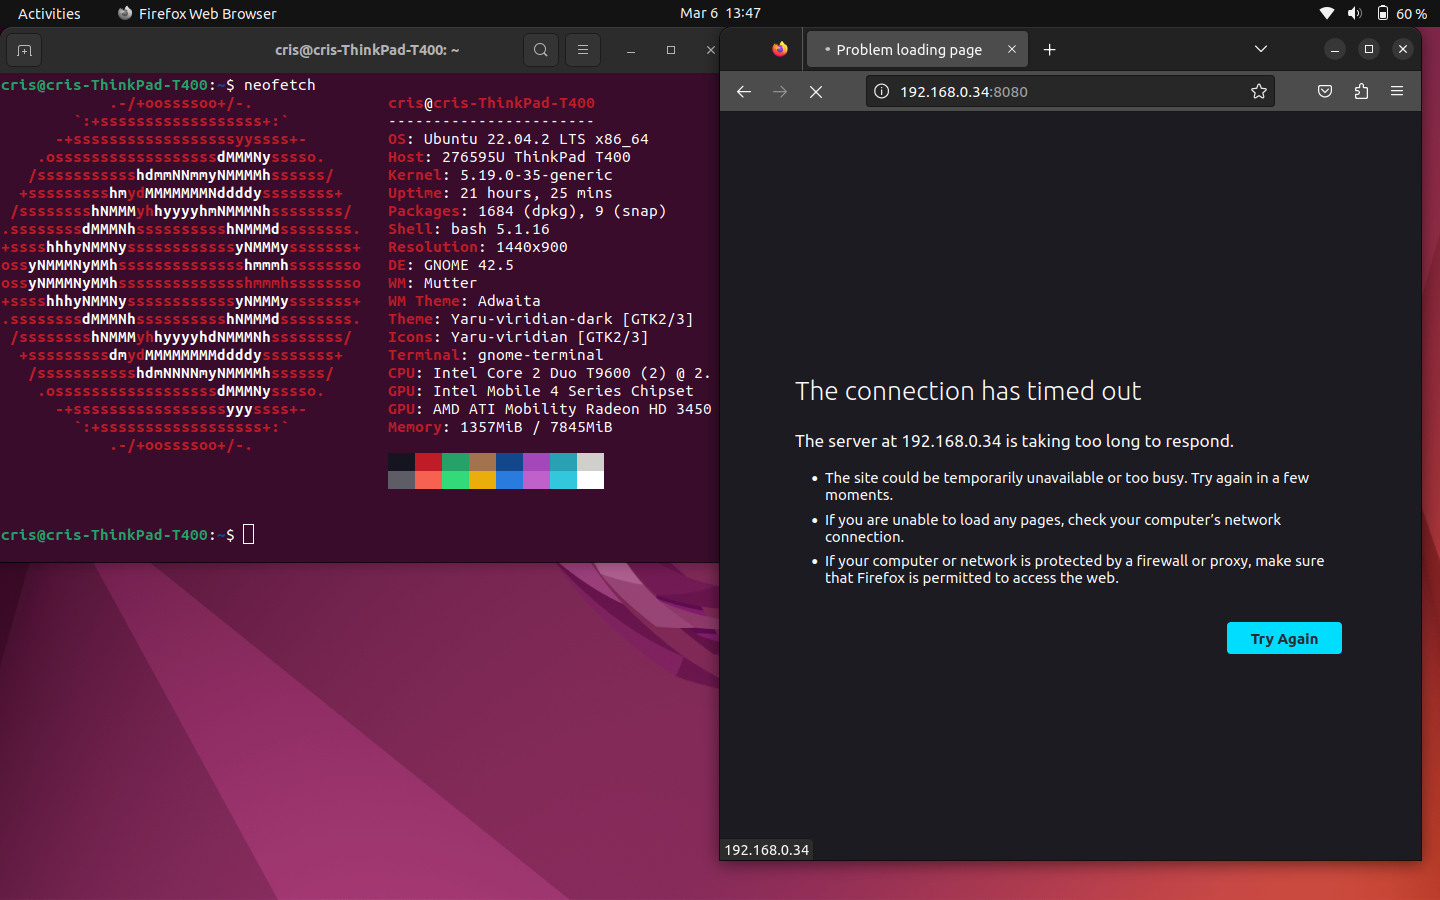 Activities
Firefox Web Browser
Mar 6 13:47
60 %
cris@cris-ThinkPad-T400: ~
cris@cris-ThinkPad-T400:~$ neofetch
.-/+oossssoo+/-. cris@cris-ThinkPad-T400
`:+ssssssssssssssssss+:` -----------------------
-+ssssssssssssssssssyyssss+- OS: Ubuntu 22.04.2 LTS x86_64
.ossssssssssssssssssdMMMNysssso. Host: 276595U ThinkPad T400
/ssssssssssshdmmNNmmyNMMMMhssssss/ Kernel: 5.19.0-35-generic
+ssssssssshmydMMMMMMMNddddyssssssss+ Uptime: 21 hours, 25 mins
/sssssssshNMMMyhhyyyyhmNMMMNhssssssss/ Packages: 1684 (dpkg), 9 (snap)
.ssssssssdMMMNhsssssssssshNMMMdssssssss. Shell: bash 5.1.16
+sssshhhyNMMNyssssssssssssyNMMMysssssss+ Resolution: 1440x900
ossyNMMMNyMMhsssssssssssssshmmmhssssssso DE: GNOME 42.5
ossyNMMMNyMMhsssssssssssssshmmmhssssssso WM: Mutter
+sssshhhyNMMNyssssssssssssyNMMMysssssss+ WM Theme: Adwaita
.ssssssssdMMMNhsssssssssshNMMMdssssssss. Theme: Yaru-viridian-dark [GTK2/3]
/sssssssshNMMMyhhyyyyhdNMMMNhssssssss/ Icons: Yaru-viridian [GTK2/3]
+sssssssssdmydMMMMMMMMddddyssssssss+ Terminal: gnome-terminal
/ssssssssssshdmNNNNmyNMMMMhssssss/ CPU: Intel Core 2 Duo T9600 (2) @ 2.
.ossssssssssssssssssdMMMNysssso. GPU: Intel Mobile 4 Series Chipset
-+sssssssssssssssssyyyssss+- GPU: AMD ATI Mobility Radeon HD 3450
`:+ssssssssssssssssss+:` Memory: 1357MiB / 7845MiB
.-/+oossssoo+/-.
cris@cris-ThinkPad-T400:~$
Problem loading page
192.168.0.34:8080
The connection has timed out
The server at 192.168.0.34 is taking too long to respond.
• The site could be temporarily unavailable or too busy. Try again in a few
moments.
• If you are unable to load any pages, check your computer’s network
connection.
• If your computer or network is protected by a firewall or proxy, make sure
that Firefox is permitted to access the web.
Try Again
192.168.0.34